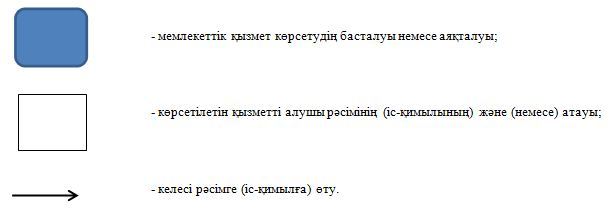 - мемлекеттік қызмет көрсетудің басталуы немесе аяқталуы;
- көрсетілетін қызметті алушы рәсімінің (іс-қимылының) және (немесе) атауы;
- келесі рәсімге (іс-қимылға) өту.